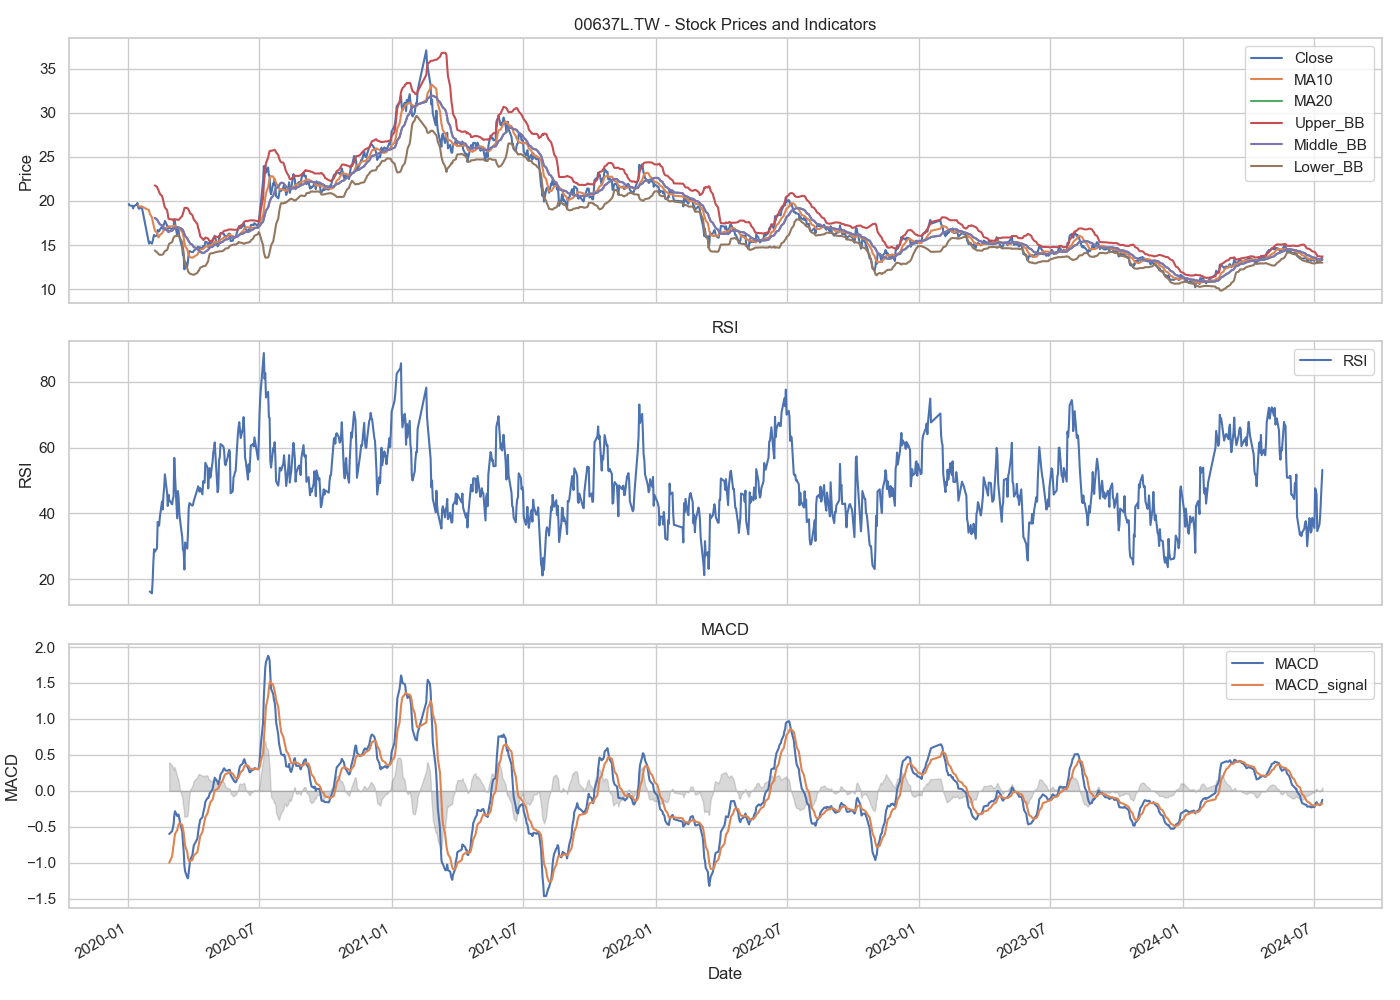 00637L.TW - Stock Prices and Indicators
Price
35
30
25
20
15
10
Close
MA10
MA20
Upper_BB
Middle_BB
Lower_BB
RSI
RSI
80
60
40
20
RSI
MACD
MACD
2.0
1.5
1.0
0.5
0.0
−0.5
−1.0
−1.5
MACD
MACD_signal
2020-01
2020-07
2021-01
2021-07
2022-01
2022-07
2023-01
2023-07
2024-01
2024-07
Date